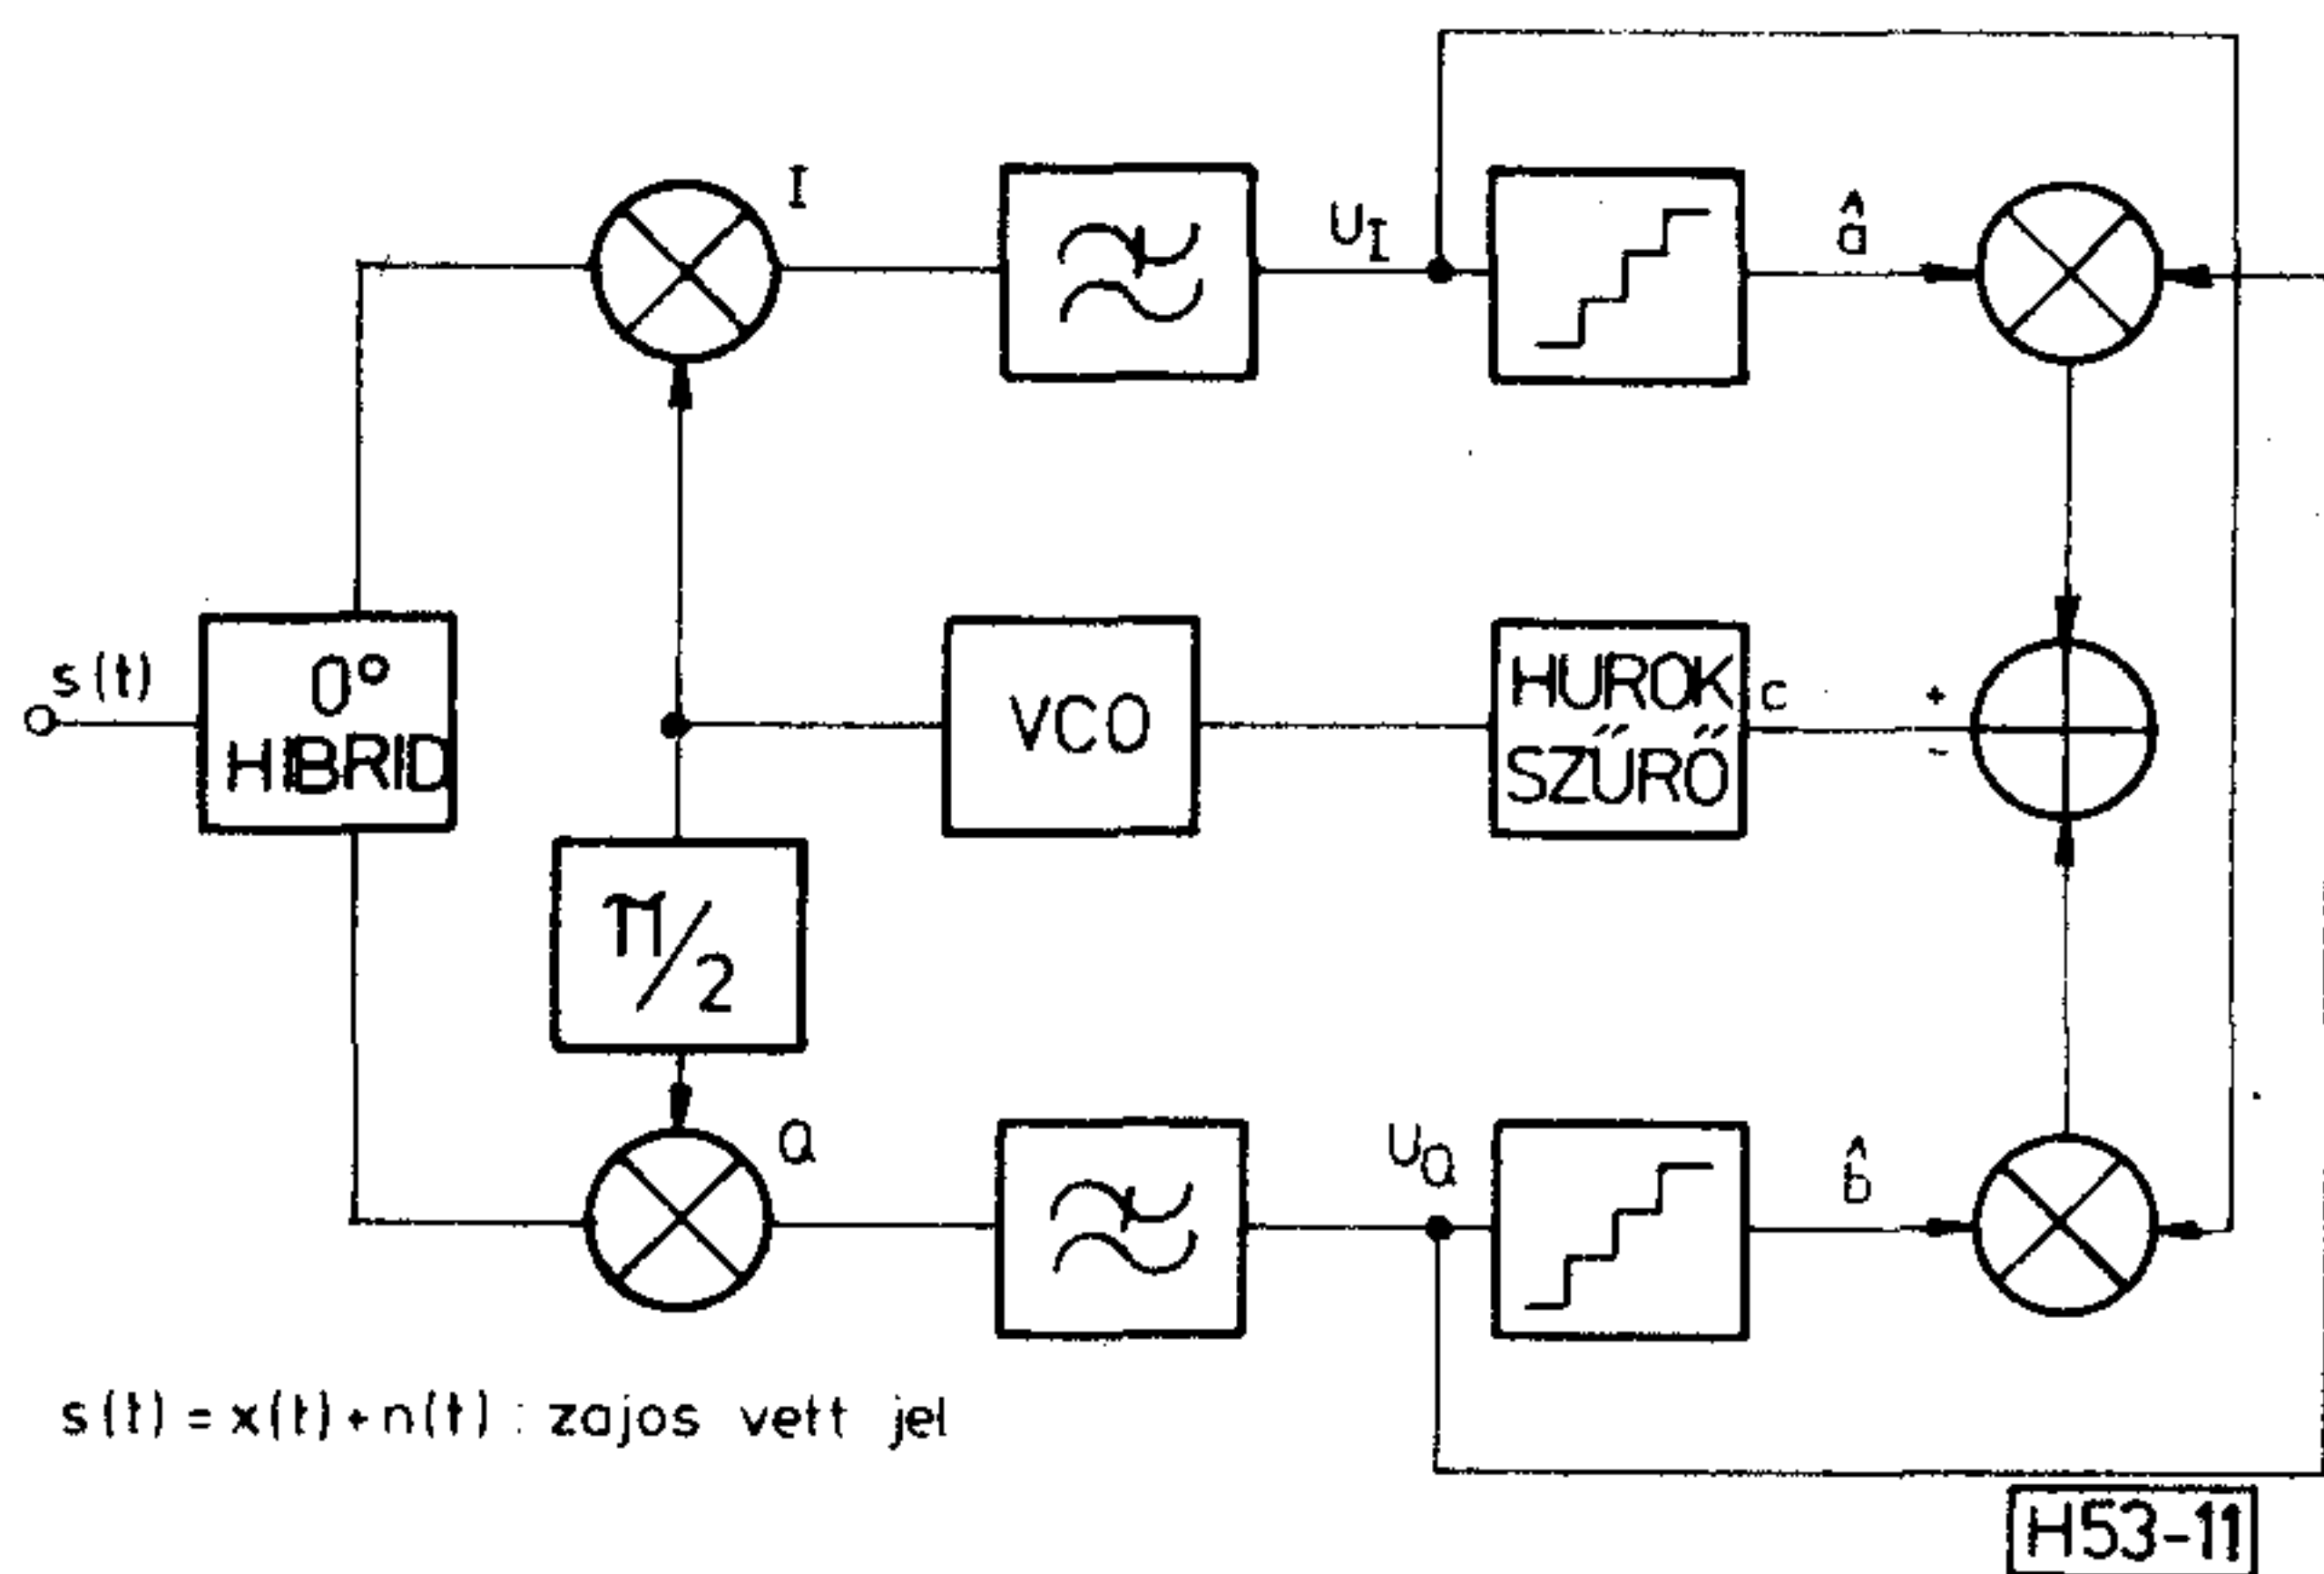 I
U_I
â
s(t)
0°
HIBRID
VCO
HUROK
SZŰRŐ
c
+
-
π/2
Q
U_Q
b̂
s(t) = x(t) + n(t) : zajos vett jel
H53-11